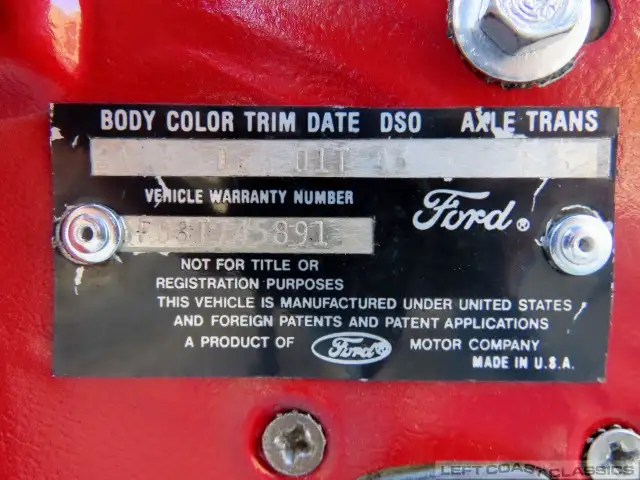 BODY COLOR TRIM DATE DSO AXLE TRANS
01T
VEHICLE WARRANTY NUMBER
Ford®
NOT FOR TITLE OR
REGISTRATION PURPOSES
THIS VEHICLE IS MANUFACTURED UNDER UNITED STATES
AND FOREIGN PATENTS AND PATENT APPLICATIONS
A PRODUCT OF Ford® MOTOR COMPANY
MADE IN U.S.A.
LEFT COAST CLASSICS